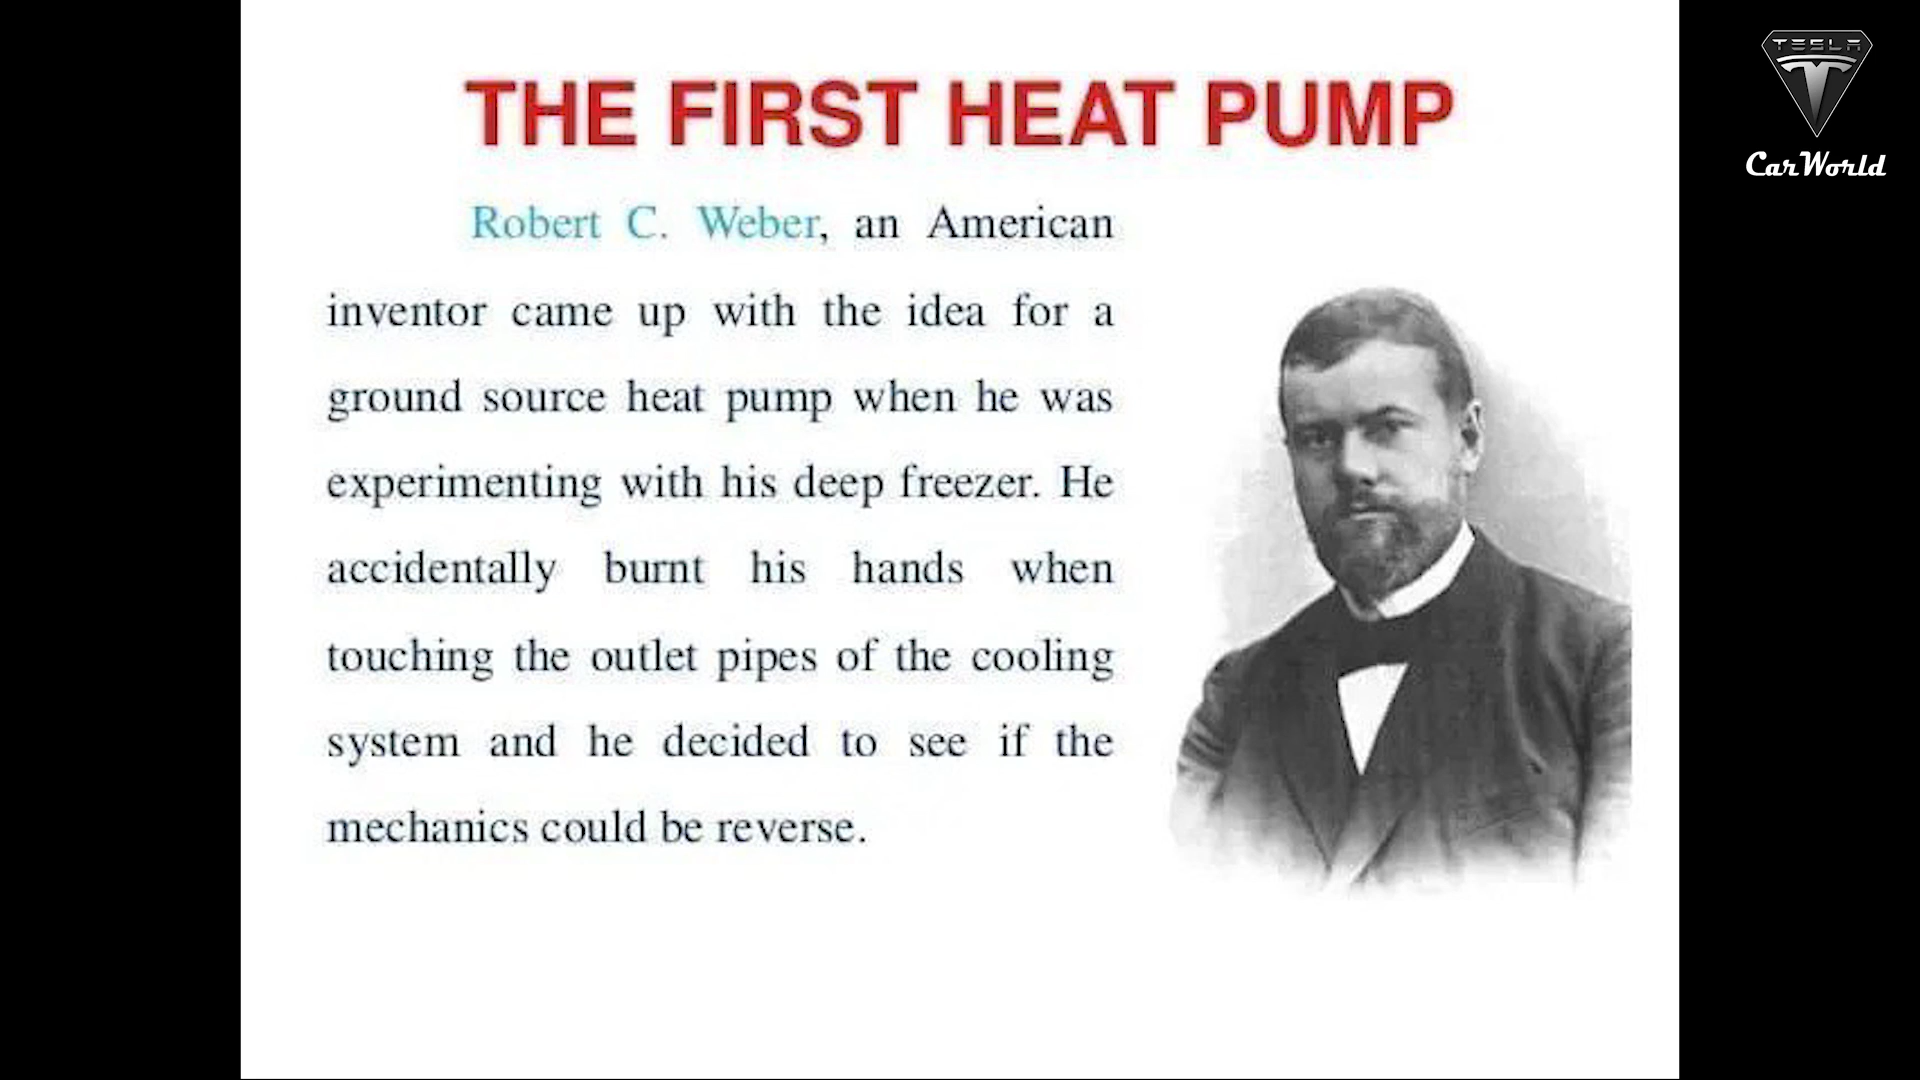 THE FIRST HEAT PUMP
Robert C. Weber, an American
inventor came up with the idea for a
ground source heat pump when he was
experimenting with his deep freezer. He
accidentally burnt his hands when
touching the outlet pipes of the cooling
system and he decided to see if the
mechanics could be reverse.
TESLA
CarWorld